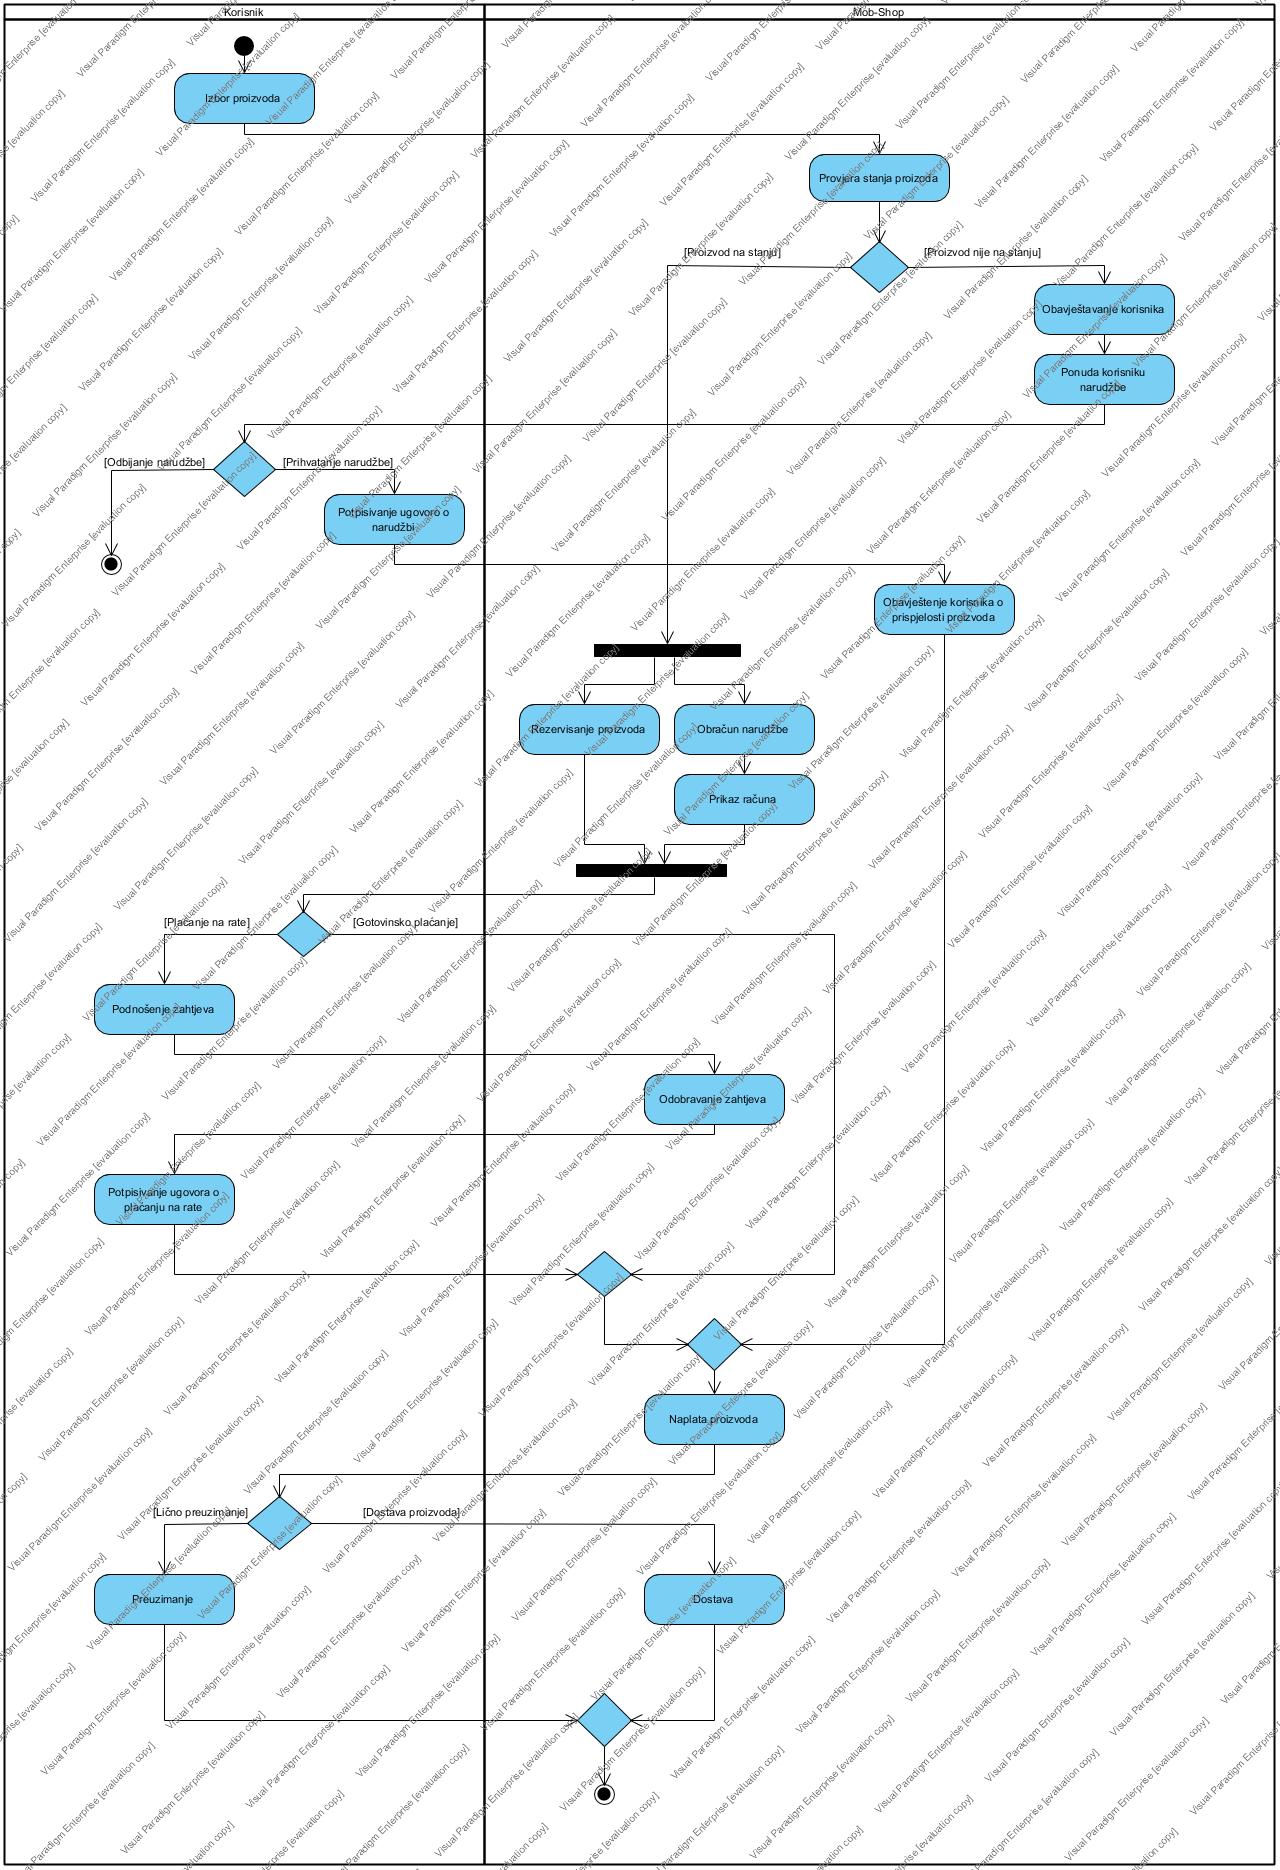 Korisnik
Mob-Shop
Izbor proizvoda
Provjera stanja proizoda
[Proizvod na stanju]
[Proizvod nije na stanju]
Obavještavanje korisnika
Ponuda korisniku
narudžbe
[Odbijanje narudžbe]
[Prihvatanje narudžbe]
Potpisivanje ugovoro o
narudžbi
Obavještenje korisnika o
prispjelosti proizvoda
Rezervisanje proizvoda
Obračun narudžbe
Prikaz računa
[Plaćanje na rate]
[Gotovinsko plaćanje]
Podnošenje zahtjeva
Odobravanje zahtjeva
Potpisivanje ugovora o
plaćanju na rate
Naplata proizvoda
[Lično preuzimanje]
[Dostava proizvoda]
Preuzimanje
Dostava
Visual Paradigm Enterprise [evaluation copy]